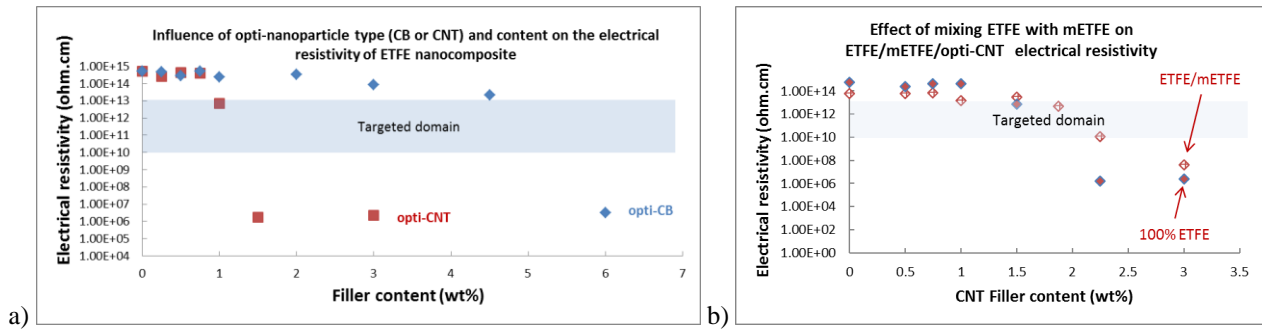 Influence of opti-nanoparticle type (CB or CNT) and content on the electrical
resistivity of ETFE nanocomposite
Electrical resistivity (ohm.cm)
1.00E+15
1.00E+14
1.00E+13
1.00E+12
1.00E+11
1.00E+10
1.00E+09
1.00E+08
1.00E+07
1.00E+06
1.00E+05
1.00E+04
Targeted domain
opti-CNT
opti-CB
0 1 2 3 4 5 6 7
Filler content (wt%)
a)
Effect of mixing ETFE with mETFE on
ETFE/mETFE/opti-CNT electrical resistivity
Electrical resistivity (ohm.cm)
1.00E+14
1.00E+12
1.00E+10
1.00E+08
1.00E+06
1.00E+04
1.00E+02
1.00E+00
ETFE/mETFE
Targeted domain
100% ETFE
0 0.5 1 1.5 2 2.5 3 3.5
CNT Filler content (wt%)
b)